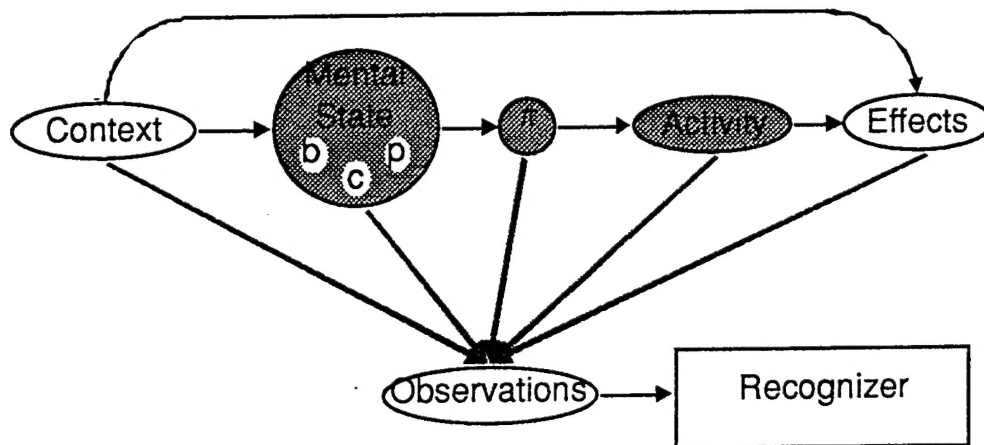 Context
Mental
State
b
c
p
π
Activity
Effects
Observations
Recognizer